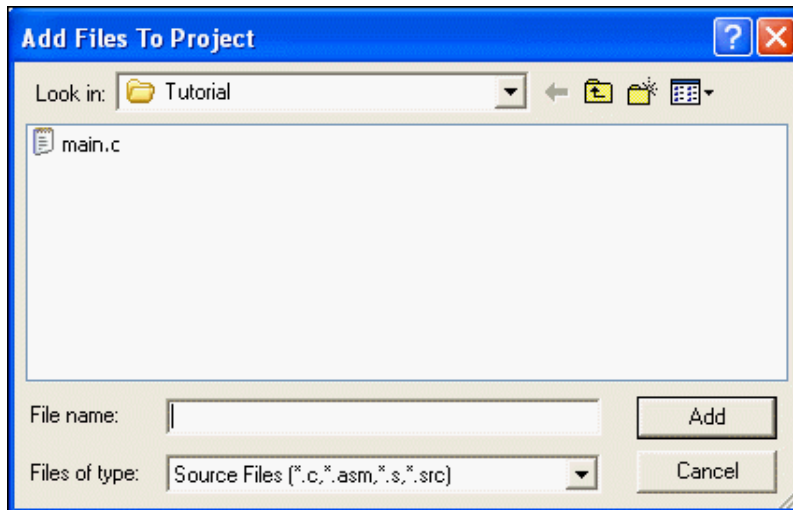 Add Files To Project
Look in: Tutorial
main.c
File name: Add
Files of type: Source Files (*.c,*.asm,*.s,*.src) Cancel